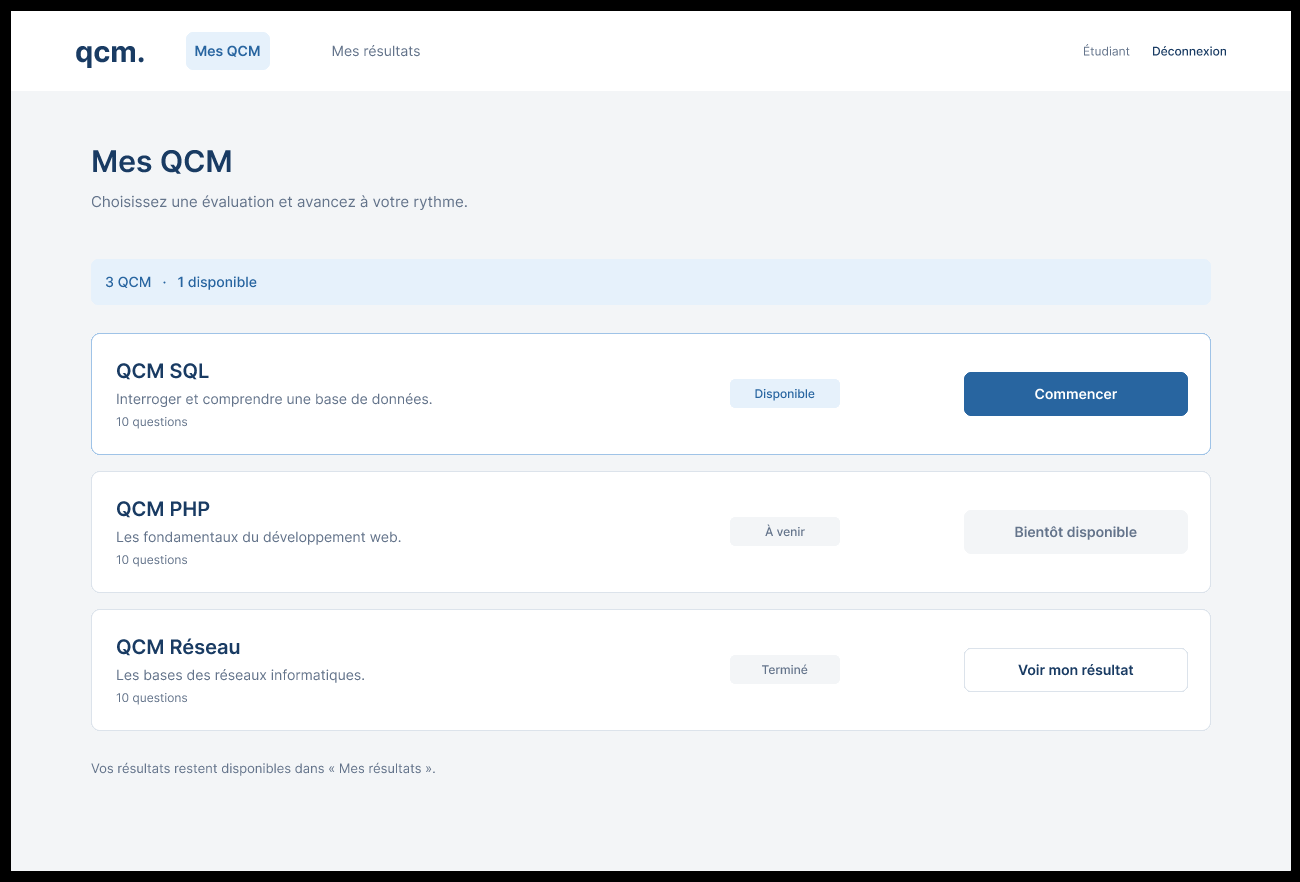 qcm.
Mes QCM
Mes résultats
Étudiant
Déconnexion
Mes QCM
Choisissez une évaluation et avancez à votre rythme.
3 QCM · 1 disponible
QCM SQL
Interroger et comprendre une base de données.
10 questions
Disponible
Commencer
QCM PHP
Les fondamentaux du développement web.
10 questions
À venir
Bientôt disponible
QCM Réseau
Les bases des réseaux informatiques.
10 questions
Terminé
Voir mon résultat
Vos résultats restent disponibles dans « Mes résultats ».